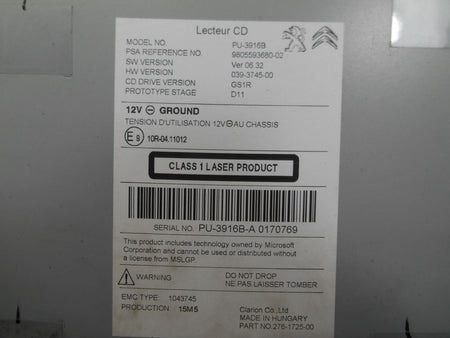 Lecteur CD
MODEL NO. PU-3916B
PSA REFERENCE NO. 9805593680-02
SW VERSION Ver 06.32
HW VERSION 039-3745-00
CD DRIVE VERSION GS1R
PROTOTYPE STAGE D11
12V ⊖ GROUND
TENSION D'UTILISATION 12V⊖AU CHASSIS
E9 10R-04.11012
CLASS 1 LASER PRODUCT
SERIAL NO. PU-3916B-A 0170769
This product includes technology owned by Microsoft
Corporation and cannot be used or distributed without
a license from MSLGP.
WARNING DO NOT DROP
NE PAS LAISSER TOMBER
EMC TYPE: 1043745
PRODUCTION: 15M5
Clarion Co.,Ltd
MADE IN HUNGARY
PART NO.276-1725-00